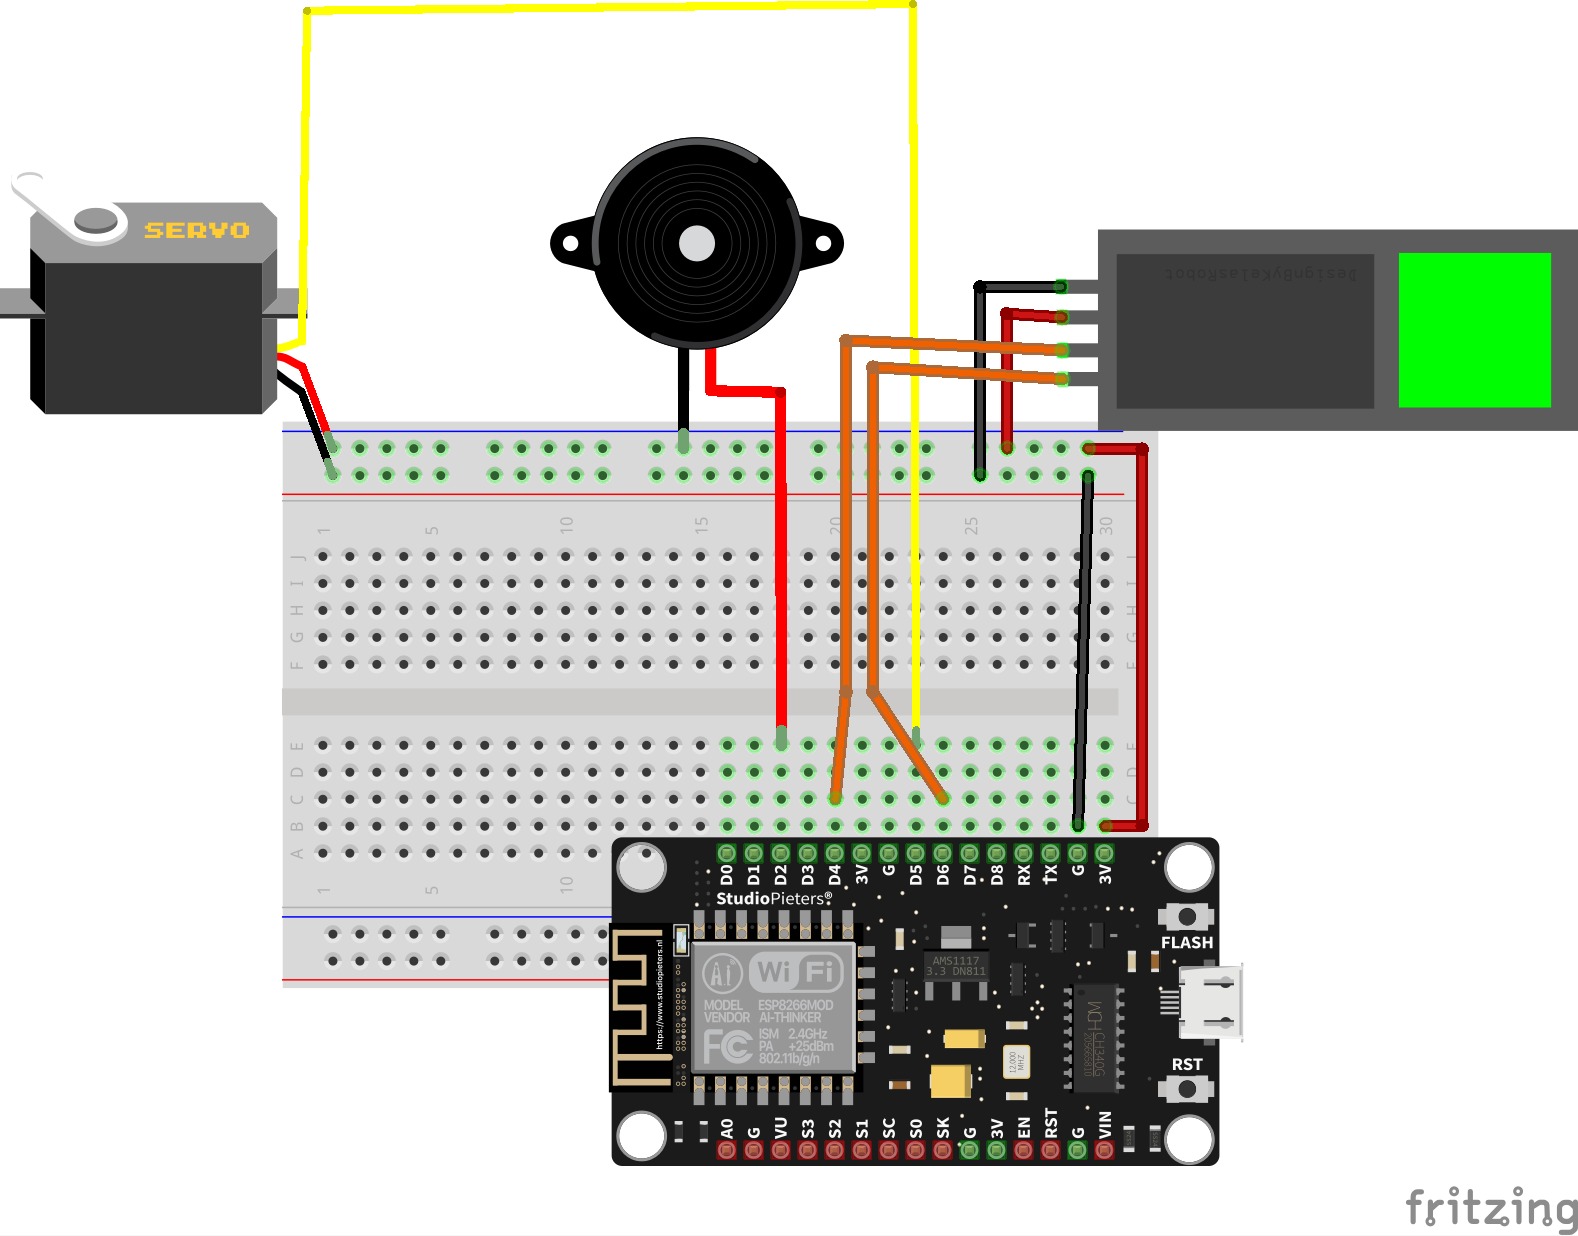 SERVO
DesignByKelasRobot
1 5 10 15 20 25 30
J J
I I
H H
G G
F F
E E
D D
C C
B
A
D0 D1 D2 D3 D4 3V G D5 D6 D7 D8 RX TX G 3V
1 5 10
StudioPieters®
FLASH
https://www.studiopieters.nl
Ai
Wi Fi
MODEL ESP8266MOD
VENDOR AI-THINKER
FC
ISM 2.4GHz
PA +25dBm
802.11b/g/n
AMS1117
3.3 DN811
CH340G
12.000
MHZ
RST
A0 G VU S3 S2 S1 SC S0 SK G 3V EN RST G VIN
fritzing